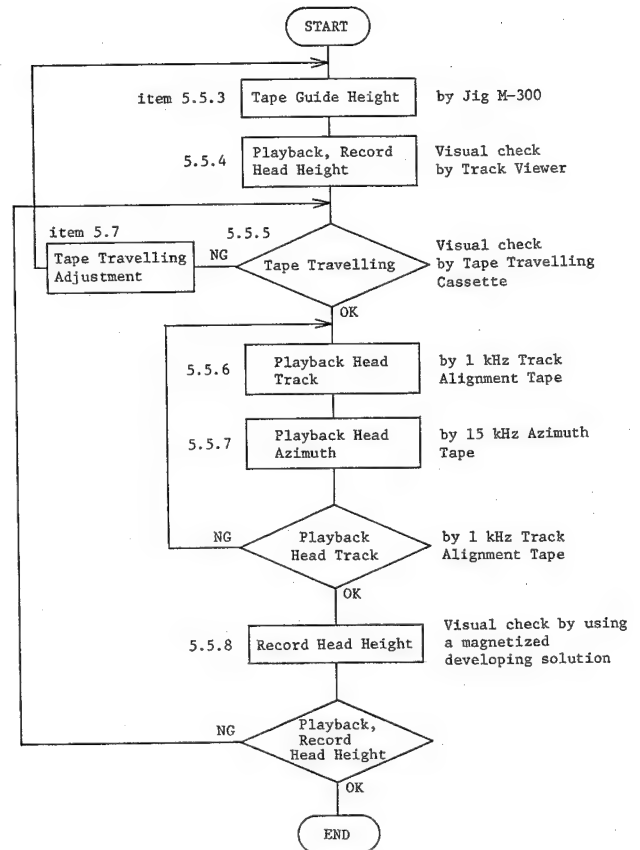 START
item 5.5.3
Tape Guide Height
by Jig M-300
5.5.4
Playback, Record
Head Height
Visual check
by Track Viewer
item 5.7
Tape Travelling
Adjustment
NG
5.5.5
Tape Travelling
Visual check
by Tape Travelling
Cassette
OK
5.5.6
Playback Head
Track
by 1 kHz Track
Alignment Tape
5.5.7
Playback Head
Azimuth
by 15 kHz Azimuth
Tape
NG
Playback
Head Track
by 1 kHz Track
Alignment Tape
OK
5.5.8
Record Head Height
Visual check by using
a magnetized
developing solution
NG
Playback,
Record
Head Height
OK
END